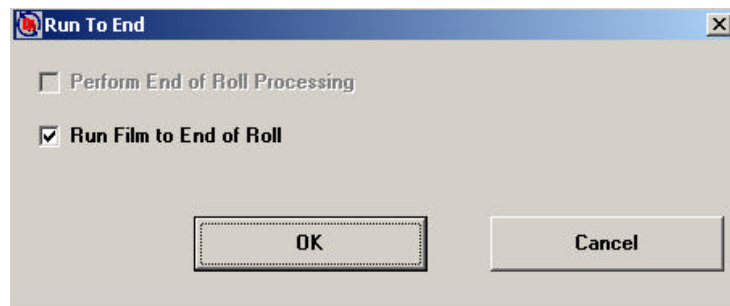 Run To End
Perform End of Roll Processing
Run Film to End of Roll
OK
Cancel